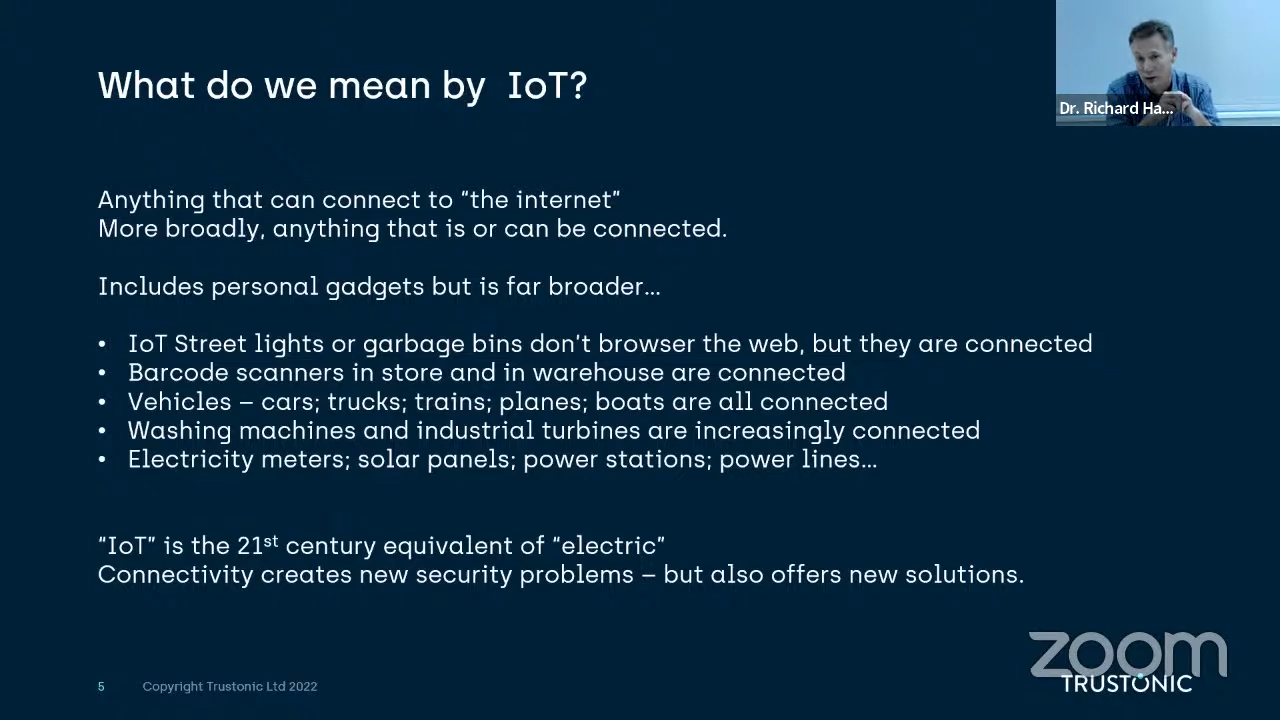 What do we mean by IoT?
Dr. Richard Ha...
Anything that can connect to “the internet”
More broadly, anything that is or can be connected.
Includes personal gadgets but is far broader...
• IoT Street lights or garbage bins don’t browser the web, but they are connected
• Barcode scanners in store and in warehouse are connected
• Vehicles – cars; trucks; trains; planes; boats are all connected
• Washing machines and industrial turbines are increasingly connected
• Electricity meters; solar panels; power stations; power lines...
“IoT” is the 21st century equivalent of “electric”
Connectivity creates new security problems – but also offers new solutions.
zoom
5 Copyright Trustonic Ltd 2022
TRUSTONIC